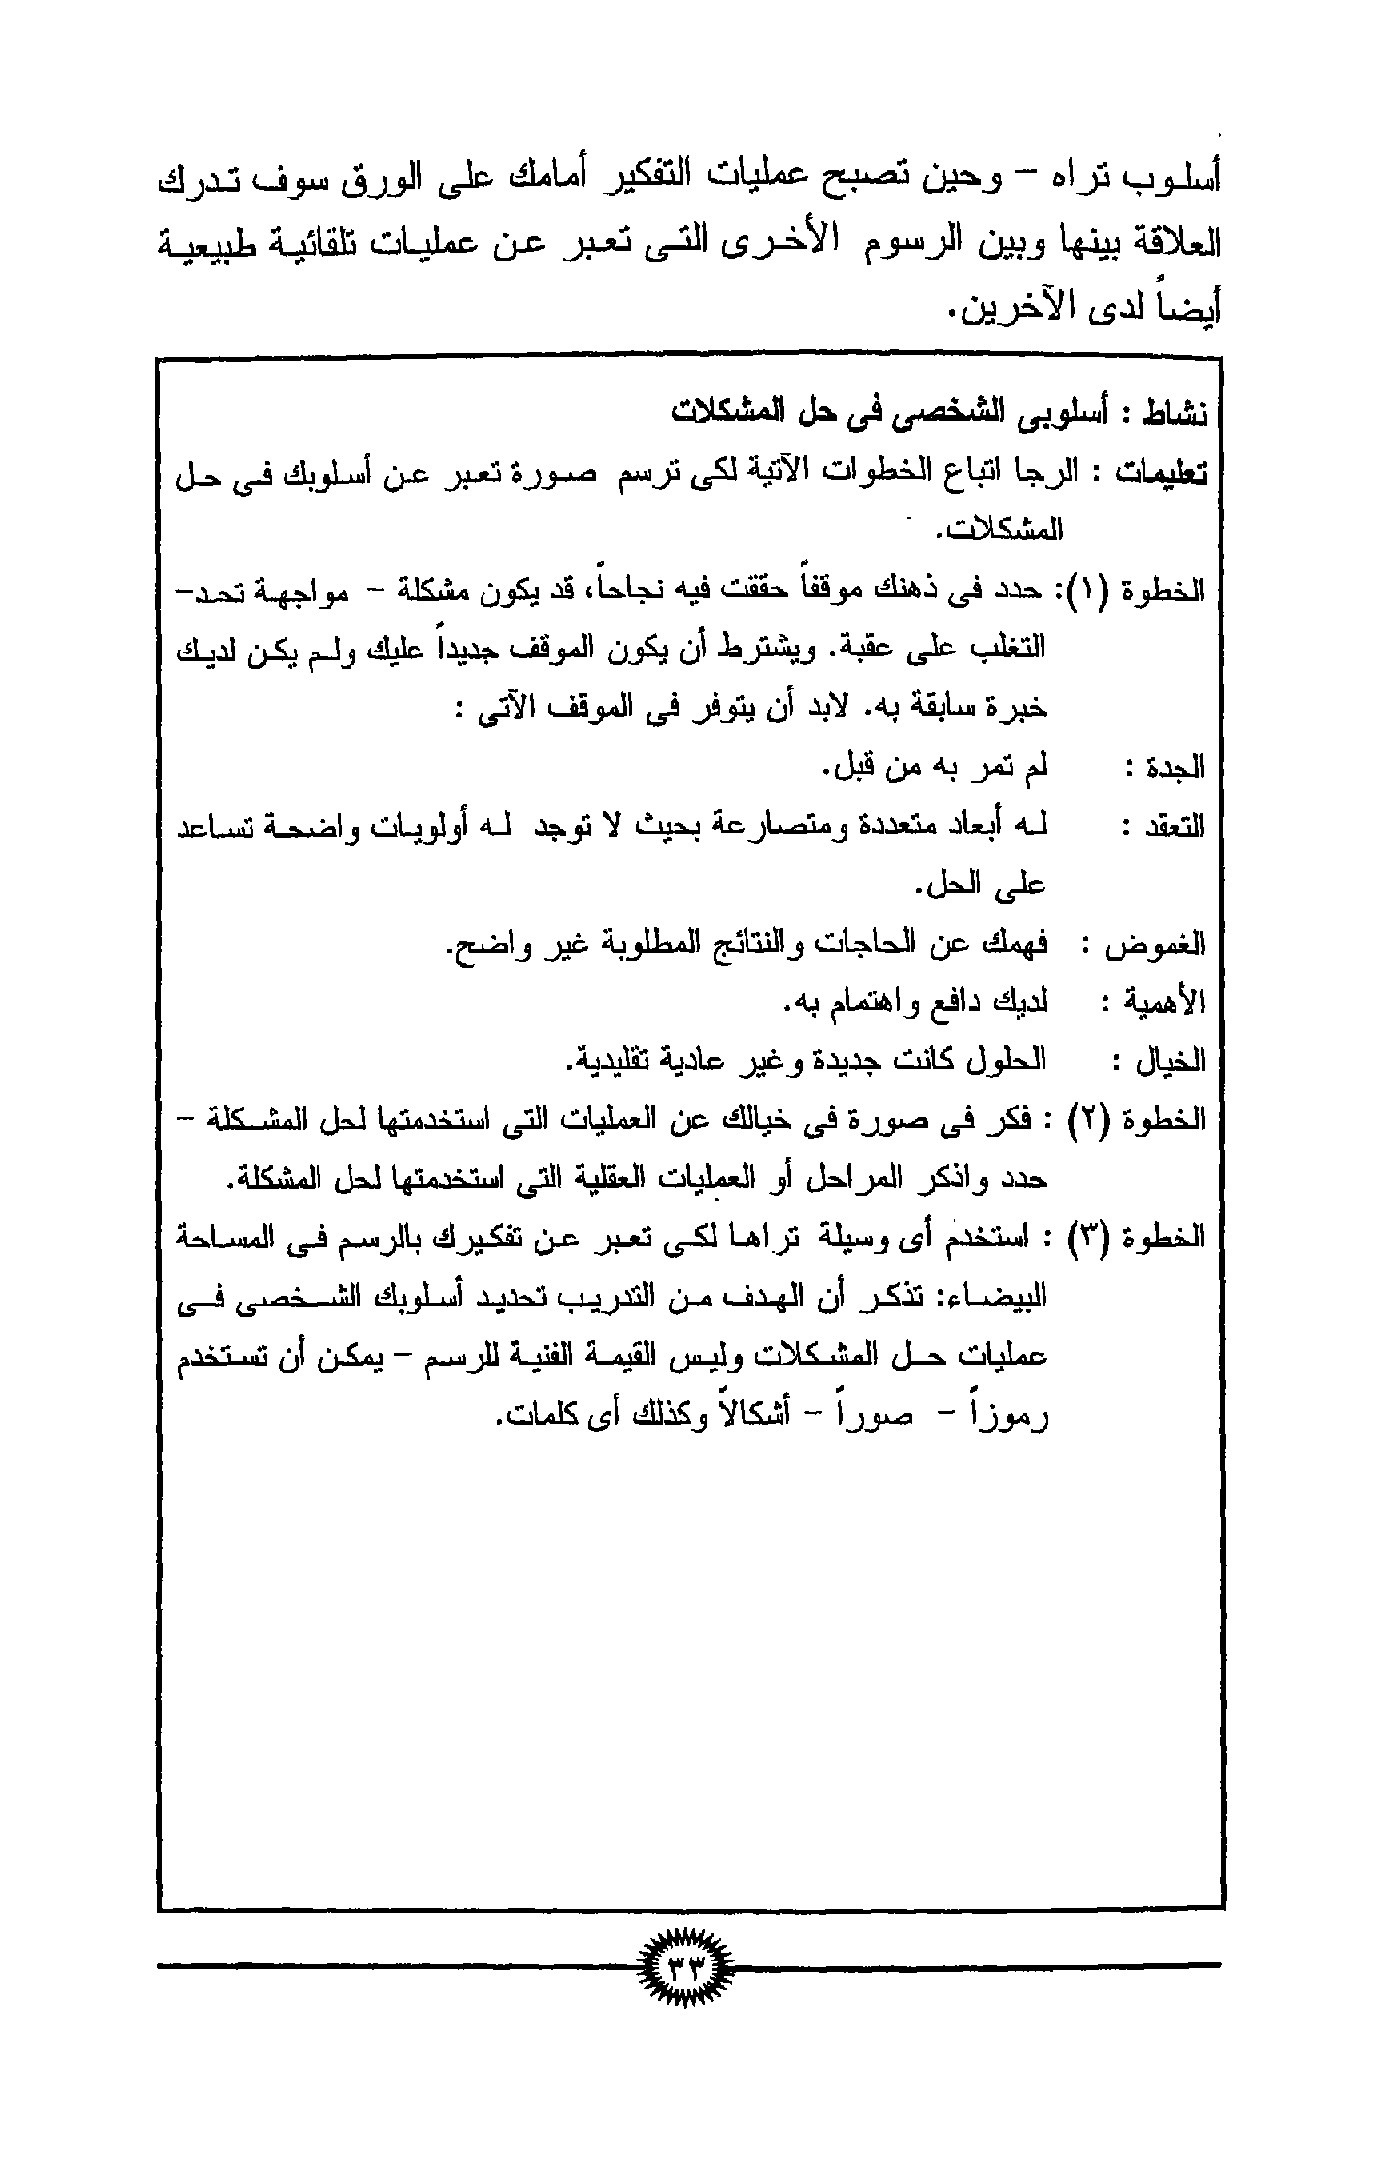 أسلوب تراه – وحين تصبح عمليات التفكير أمامك على الورق سوف تدرك
العلاقة بينها وبين الرسوم الأخرى التى تعبر عن عمليات تلقائية طبيعية
أيضاً لدى الآخرين.
نشاط : أسلوبى الشخصى فى حل المشكلات
تعليمات : الرجا اتباع الخطوات الآتية لكى ترسم صورة تعبر عن أسلوبك فى حل
المشكلات.
الخطوة (١): حدد فى ذهنك موقفاً حققت فيه نجاحاً، قد يكون مشكلة – مواجهة تحد–
التغلب على عقبة. ويشترط أن يكون الموقف جديداً عليك ولم يكن لديك
خبرة سابقة به. لابد أن يتوفر فى الموقف الآتى :
الجدة : لم تمر به من قبل.
التعقد : له أبعاد متعددة ومتصارعة بحيث لا توجد له أولويات واضحة تساعد
على الحل.
الغموض : فهمك عن الحاجات والنتائج المطلوبة غير واضح.
الأهمية : لديك دافع واهتمام به.
الخيال : الحلول كانت جديدة وغير عادية تقليدية.
الخطوة (٢) : فكر فى صورة فى خيالك عن العمليات التى استخدمتها لحل المشكلة –
حدد واذكر المراحل أو العمليات العقلية التى استخدمتها لحل المشكلة.
الخطوة (٣) : استخدم أى وسيلة تراها لكى تعبر عن تفكيرك بالرسم فى المساحة
البيضاء: تذكر أن الهدف من التدريب تحديد أسلوبك الشخصى فى
عمليات حل المشكلات وليس القيمة الفنية للرسم – يمكن أن تستخدم
رموزاً – صوراً – أشكالاً وكذلك أى كلمات.
٣٣